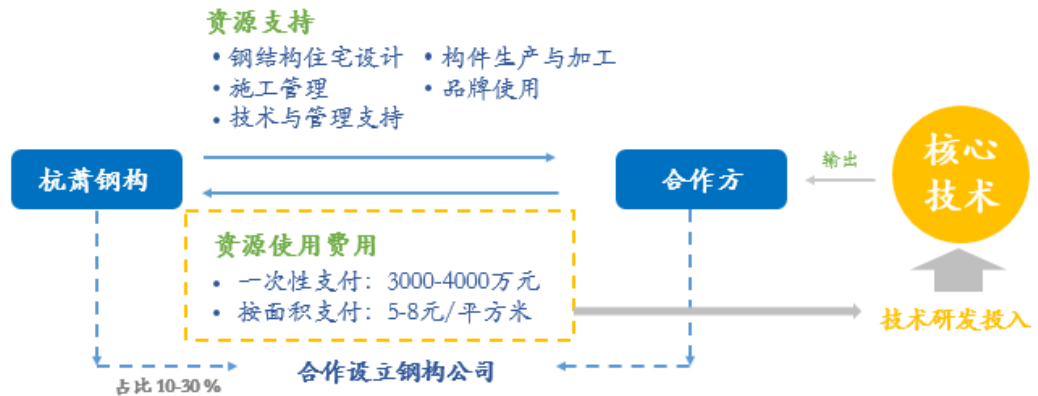 资源支持
• 钢结构住宅设计 • 构件生产与加工
• 施工管理 • 品牌使用
• 技术与管理支持
杭萧钢构
合作方
输出
核心
技术
资源使用费用
• 一次性支付：3000-4000万元
• 按面积支付：5-8元/平方米
技术研发投入
合作设立钢构公司
占比10-30%